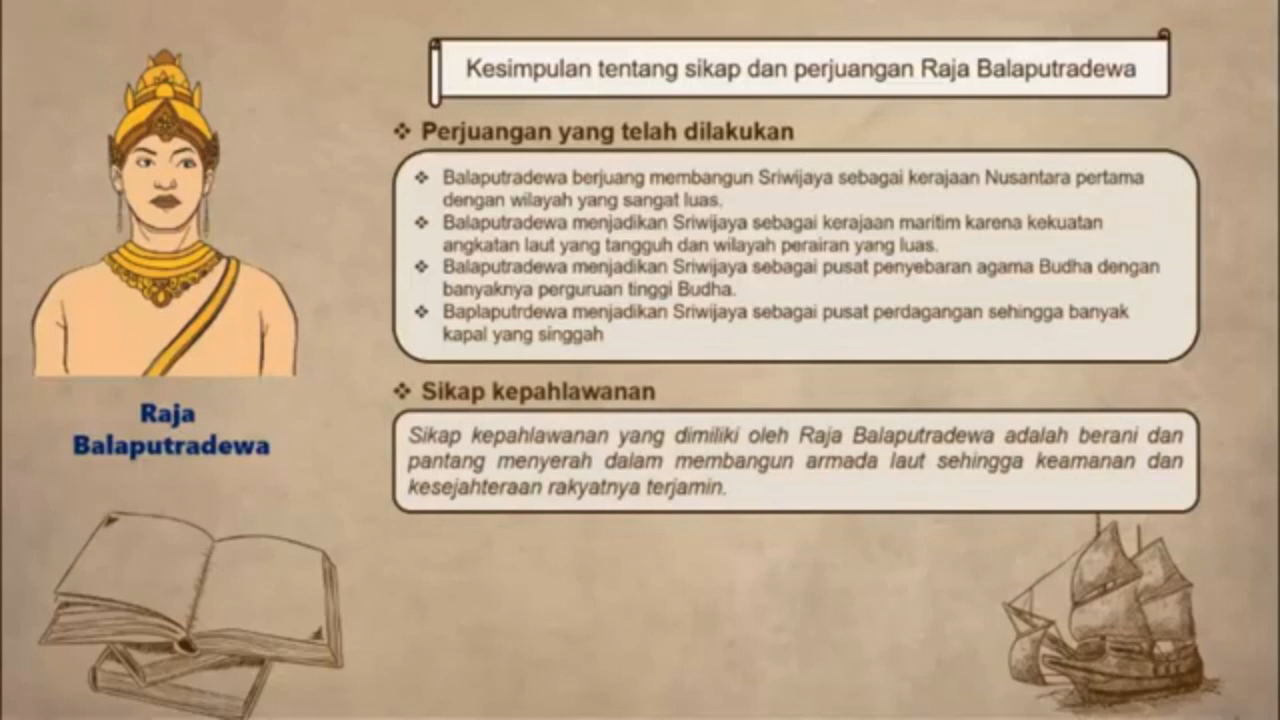 Kesimpulan tentang sikap dan perjuangan Raja Balaputradewa
❖ Perjuangan yang telah dilakukan
❖ Balaputradewa berjuang membangun Sriwijaya sebagai kerajaan Nusantara pertama
dengan wilayah yang sangat luas.
❖ Balaputradewa menjadikan Sriwijaya sebagai kerajaan maritim karena kekuatan
angkatan laut yang tangguh dan wilayah perairan yang luas.
❖ Balaputradewa menjadikan Sriwijaya sebagai pusat penyebaran agama Budha dengan
banyaknya perguruan tinggi Budha.
❖ Baplaputrdewa menjadikan Sriwijaya sebagai pusat perdagangan sehingga banyak
kapal yang singgah
❖ Sikap kepahlawanan
Sikap kepahlawanan yang dimiliki oleh Raja Balaputradewa adalah berani dan
pantang menyerah dalam membangun armada laut sehingga keamanan dan
kesejahteraan rakyatnya terjamin.
Raja
Balaputradewa